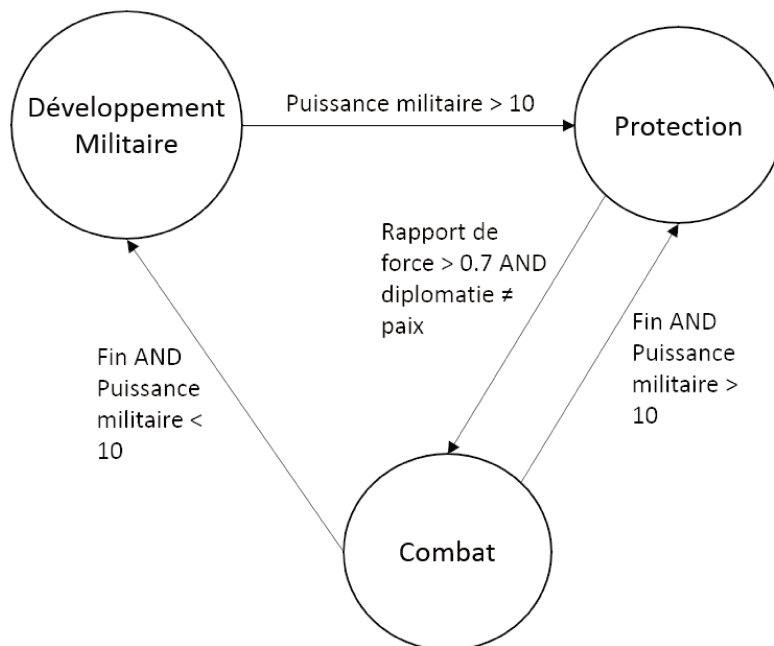 Développement
Militaire
Puissance militaire > 10
Protection
Rapport de
force > 0.7 AND
diplomatie ≠
paix
Fin AND
Puissance
militaire >
10
Fin AND
Puissance
militaire <
10
Combat